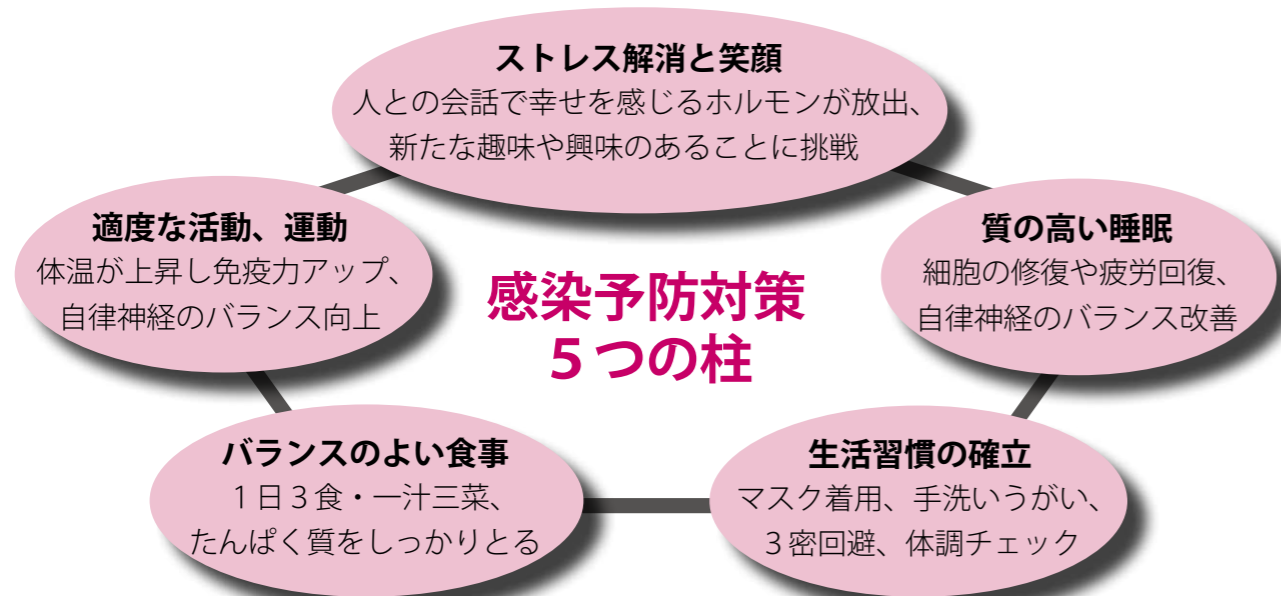 ストレス解消と笑顔
人との会話で幸せを感じるホルモンが放出、
新たな趣味や興味のあることに挑戦
適度な活動、運動
体温が上昇し免疫力アップ、
自律神経のバランス向上
感染予防対策
５つの柱
質の高い睡眠
細胞の修復や疲労回復、
自律神経のバランス改善
バランスのよい食事
１日３食・一汁三菜、
たんぱく質をしっかりとる
生活習慣の確立
マスク着用、手洗いうがい、
３密回避、体調チェック